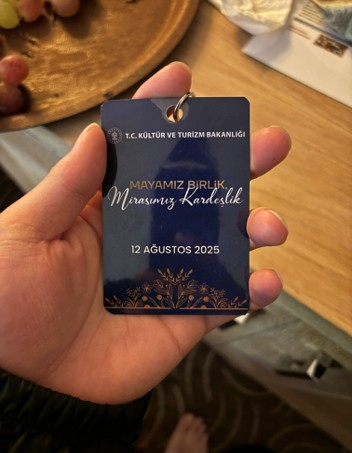 T.C. KÜLTÜR VE TURİZM BAKANLIĞI
MAYAMIZ BİRLİK,
Mirasımız Kardeşlik
12 AĞUSTOS 2025